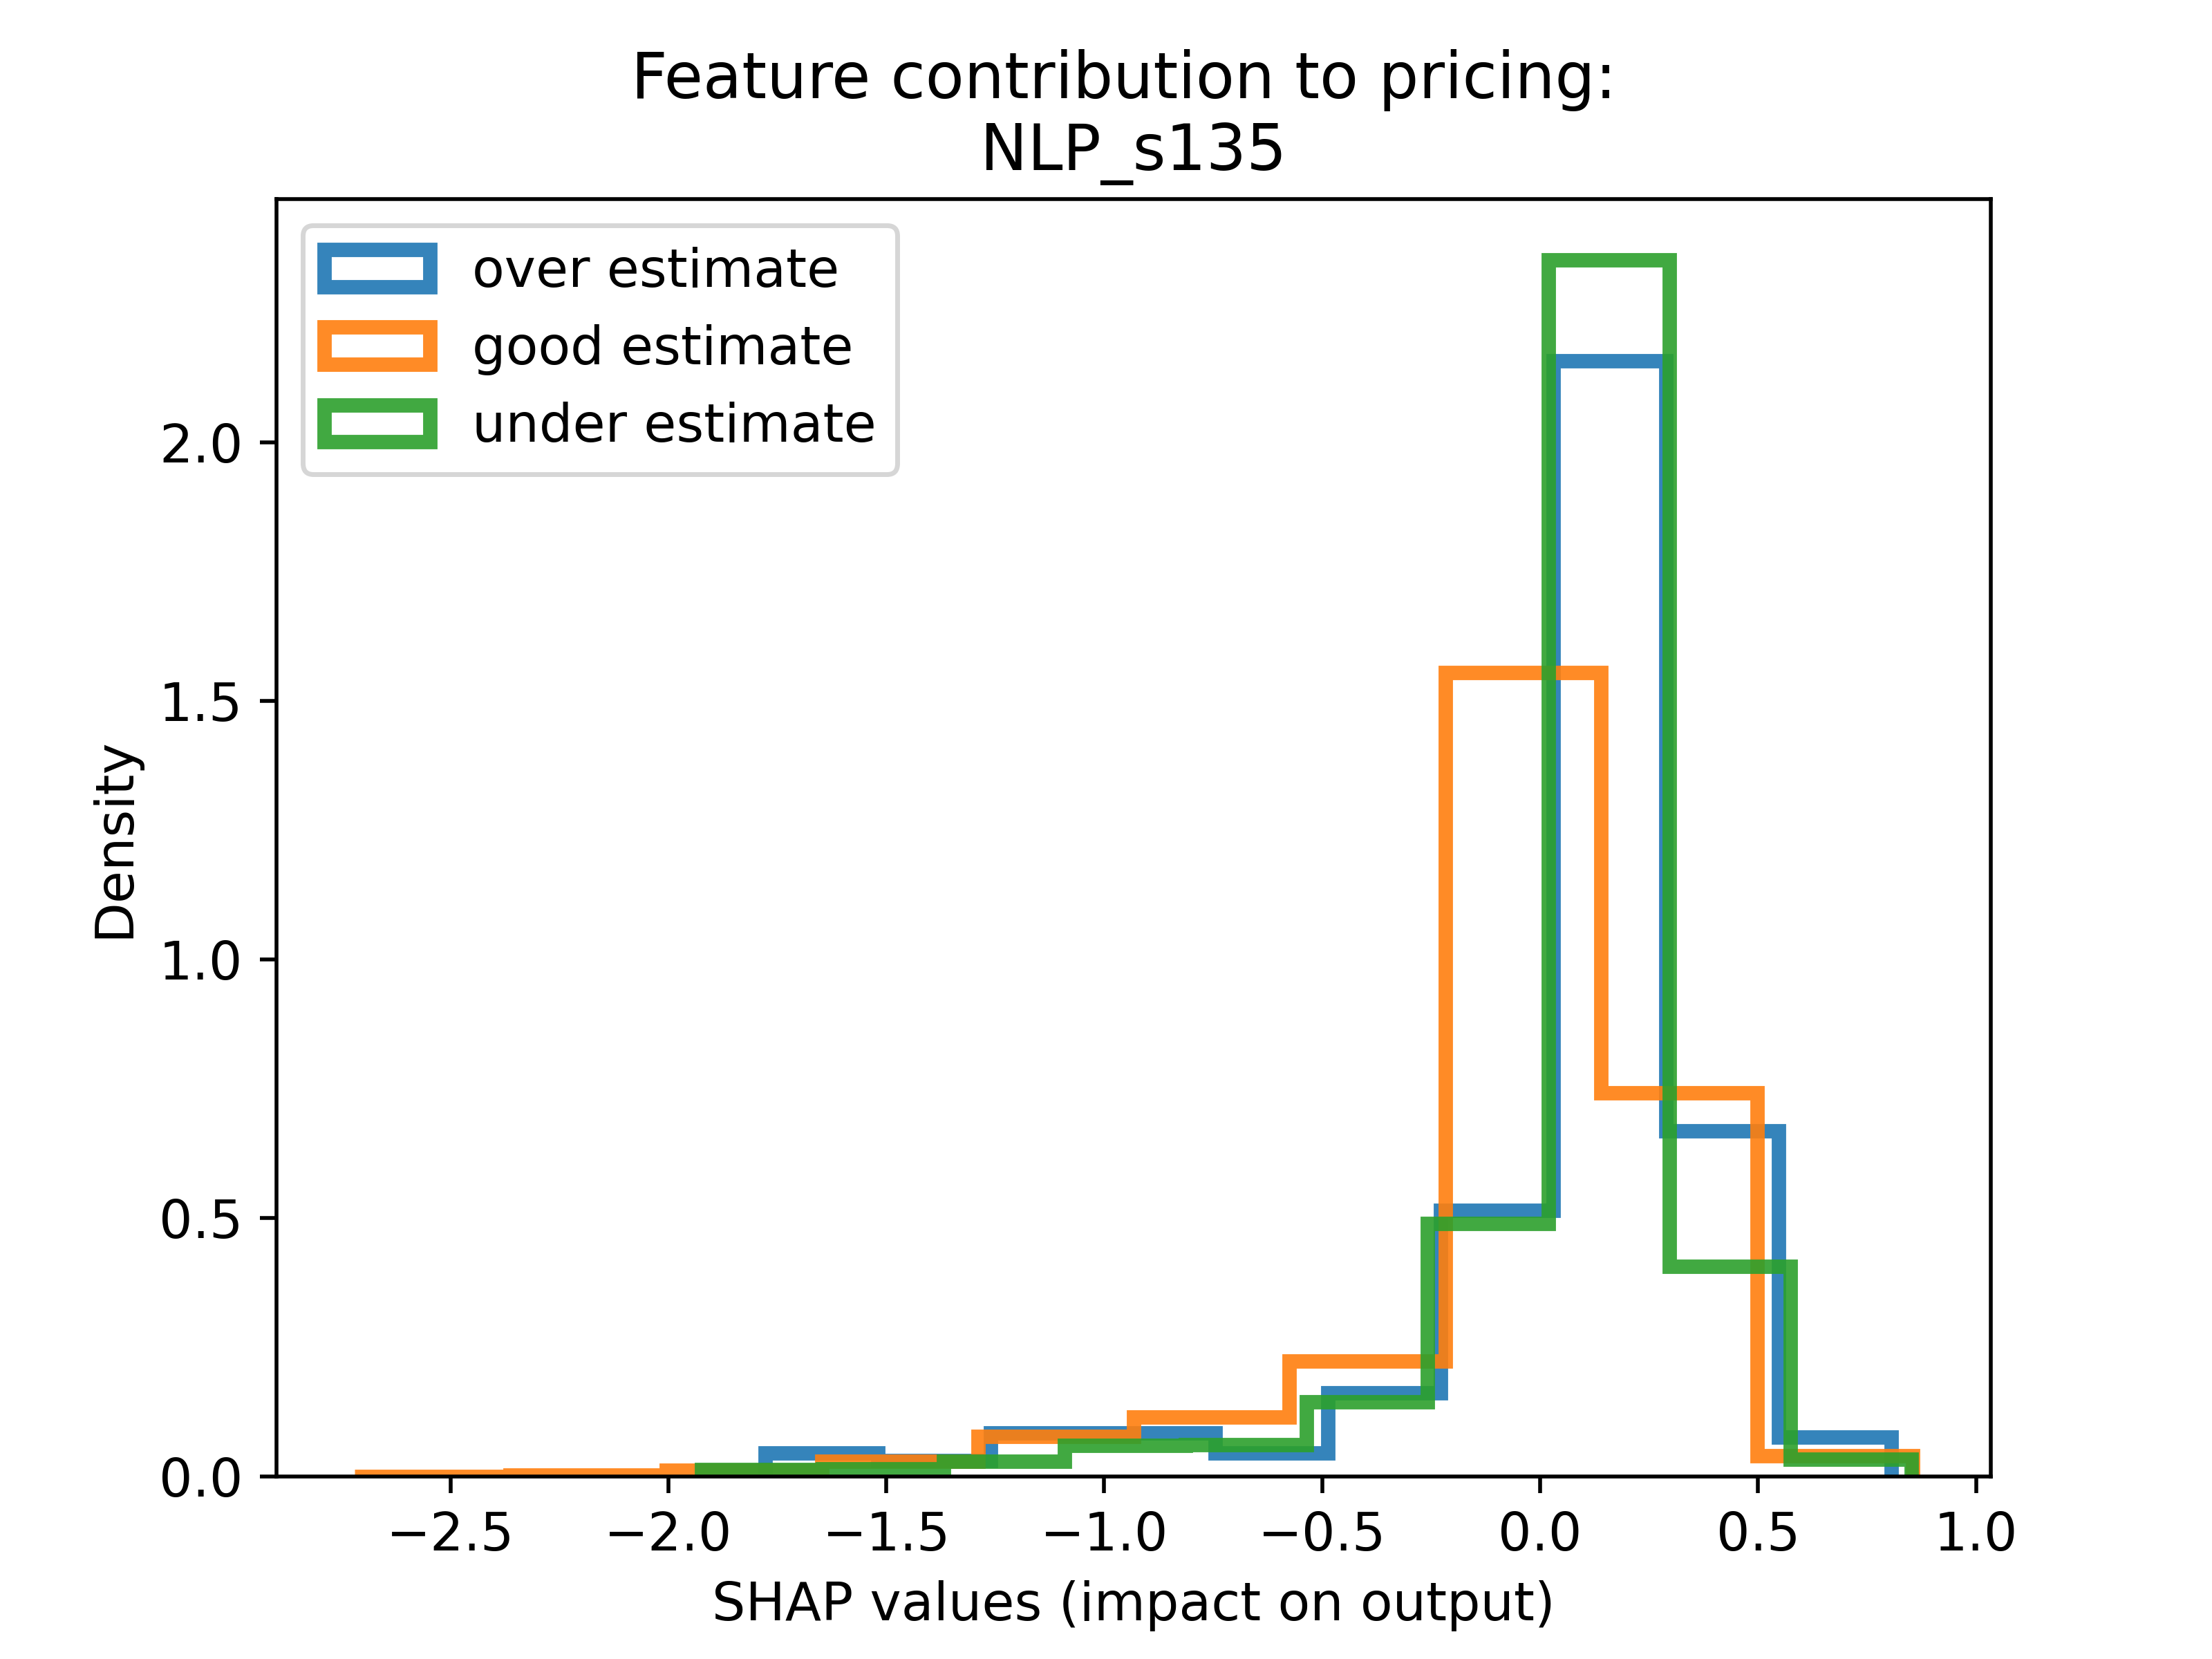 Feature contribution to pricing:
NLP_s135
over estimate
good estimate
under estimate
Density
2.0
1.5
1.0
0.5
0.0
−2.5 −2.0 −1.5 −1.0 −0.5 0.0 0.5 1.0
SHAP values (impact on output)